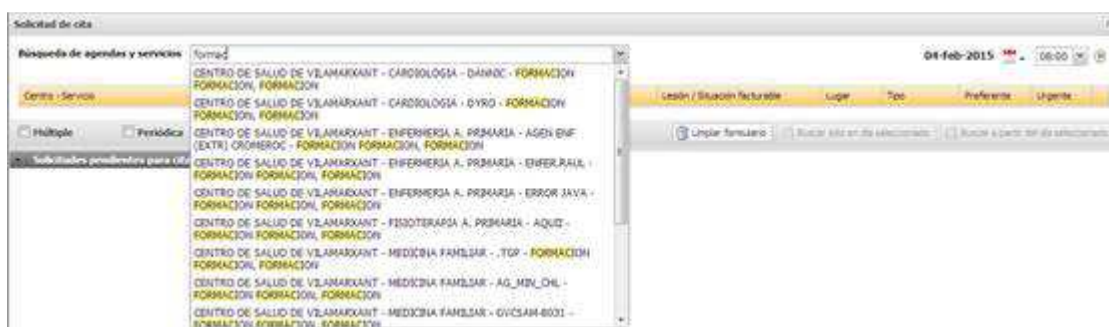 Solicitud de cita
Búsqueda de agendas y servicios formac 04-feb-2015 08:00
CENTRO DE SALUD DE VILAMARXANT - CARDIOLOGIA - DANNIC - FORMACION
FORMACION, FORMACION
Centro - Servicio Lesión / Situación facturable Lugar Tipo Preferente Urgente
CENTRO DE SALUD DE VILAMARXANT - CARDIOLOGIA - DYRO - FORMACION
FORMACION, FORMACION
Múltiple Periódica Limpiar formulario Buscar sólo en día seleccionado Buscar a partir del día seleccionado
CENTRO DE SALUD DE VILAMARXANT - ENFERMERIA A. PRIMARIA - AGEN ENF
(EXTR) CROMEROC - FORMACION FORMACION, FORMACION
Solicitudes pendientes para
CENTRO DE SALUD DE VILAMARXANT - ENFERMERIA A. PRIMARIA - ENFER.RAUL -
FORMACION FORMACION, FORMACION
CENTRO DE SALUD DE VILAMARXANT - ENFERMERIA A. PRIMARIA - ERROR JAVA -
FORMACION FORMACION, FORMACION
CENTRO DE SALUD DE VILAMARXANT - FISIOTERAPIA A. PRIMARIA - AQUI2 -
FORMACION FORMACION, FORMACION
CENTRO DE SALUD DE VILAMARXANT - MEDICINA FAMILIAR - .TGP - FORMACION
FORMACION, FORMACION
CENTRO DE SALUD DE VILAMARXANT - MEDICINA FAMILIAR - AG_MIN_CHL -
FORMACION FORMACION, FORMACION
CENTRO DE SALUD DE VILAMARXANT - MEDICINA FAMILIAR - GVCSAM-8031 -
FORMACION FORMACION, FORMACION